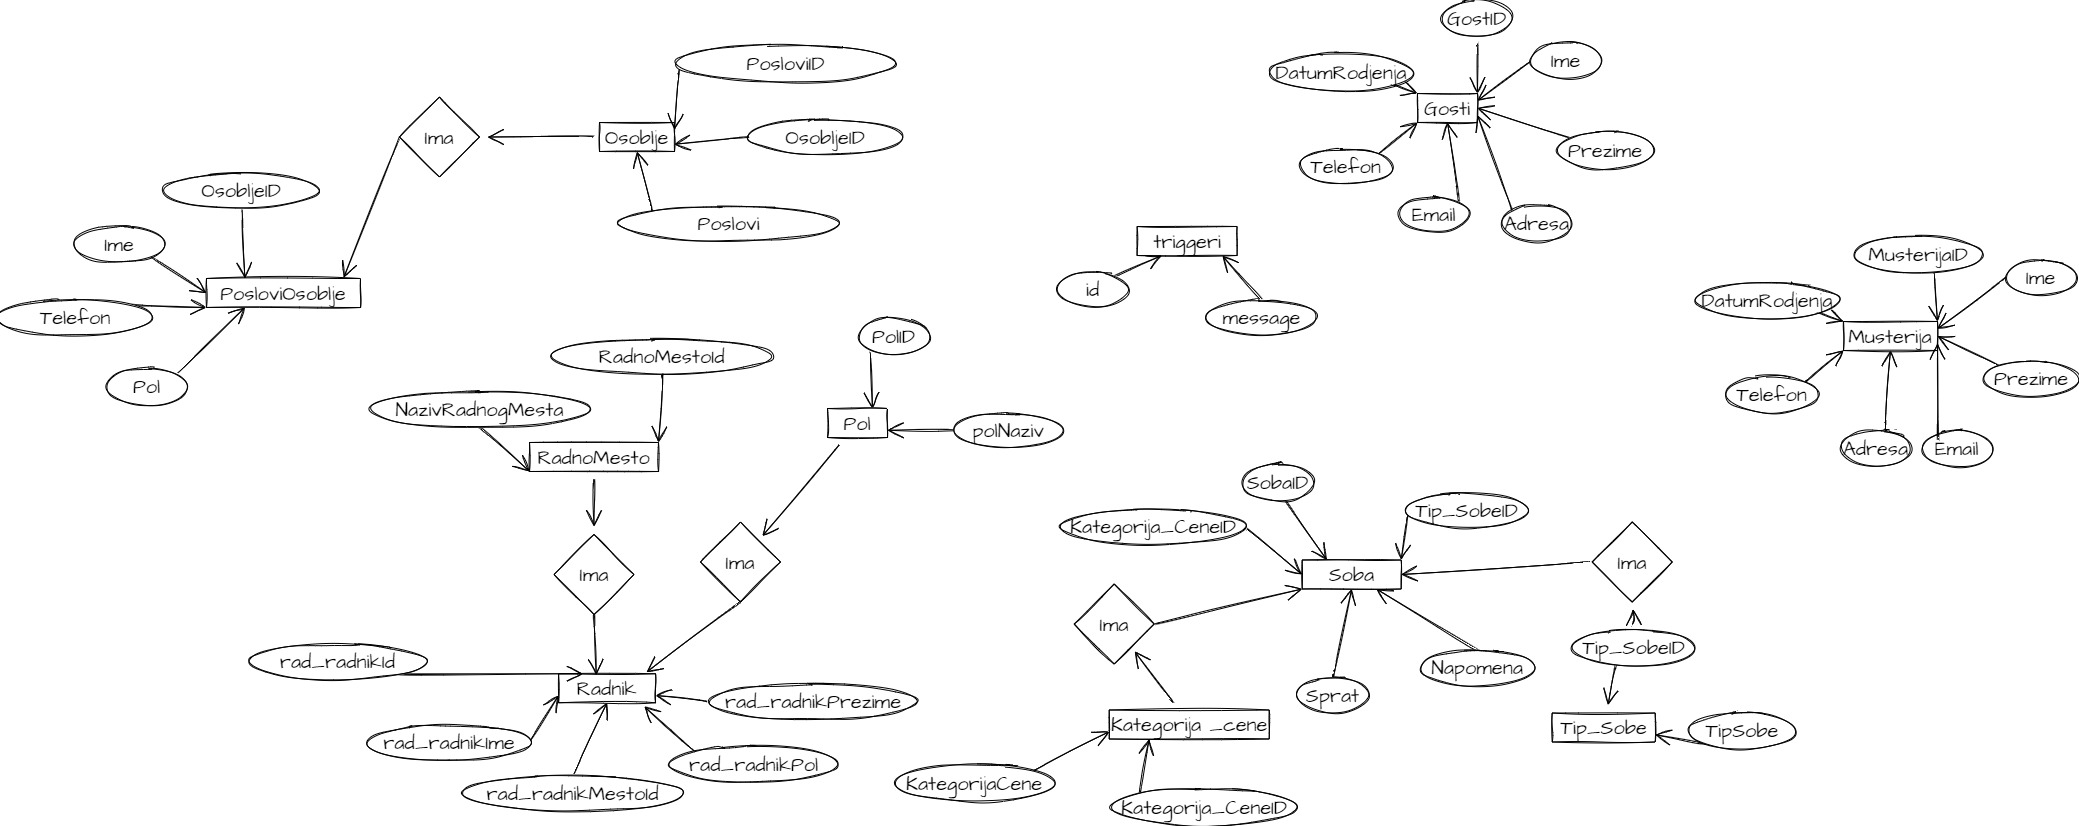 GostID
PosloviID
Ime
DatumRodjenja
Gosti
Ima
Osoblje
OsobljeID
Prezime
Telefon
OsobljeID
Email
Adresa
Poslovi
Ime
triggeri
MusterijaID
Ime
id
PosloviOsoblje
DatumRodjenja
Telefon
message
PolID
Musterija
RadnoMestoId
Pol
Prezime
Telefon
NazivRadnogMesta
Pol
polNaziv
Adresa
Email
RadnoMesto
SobaID
Kategorija_CeneID
Tip_SobeID
Ima
Ima
Soba
Ima
Ima
Tip_SobeID
rad_radnikId
Napomena
Radnik
Sprat
rad_radnikPrezime
Kategorija _cene
Tip_Sobe
TipSobe
rad_radnikIme
rad_radnikPol
KategorijaCene
rad_radnikMestoId
Kategorija_CeneID